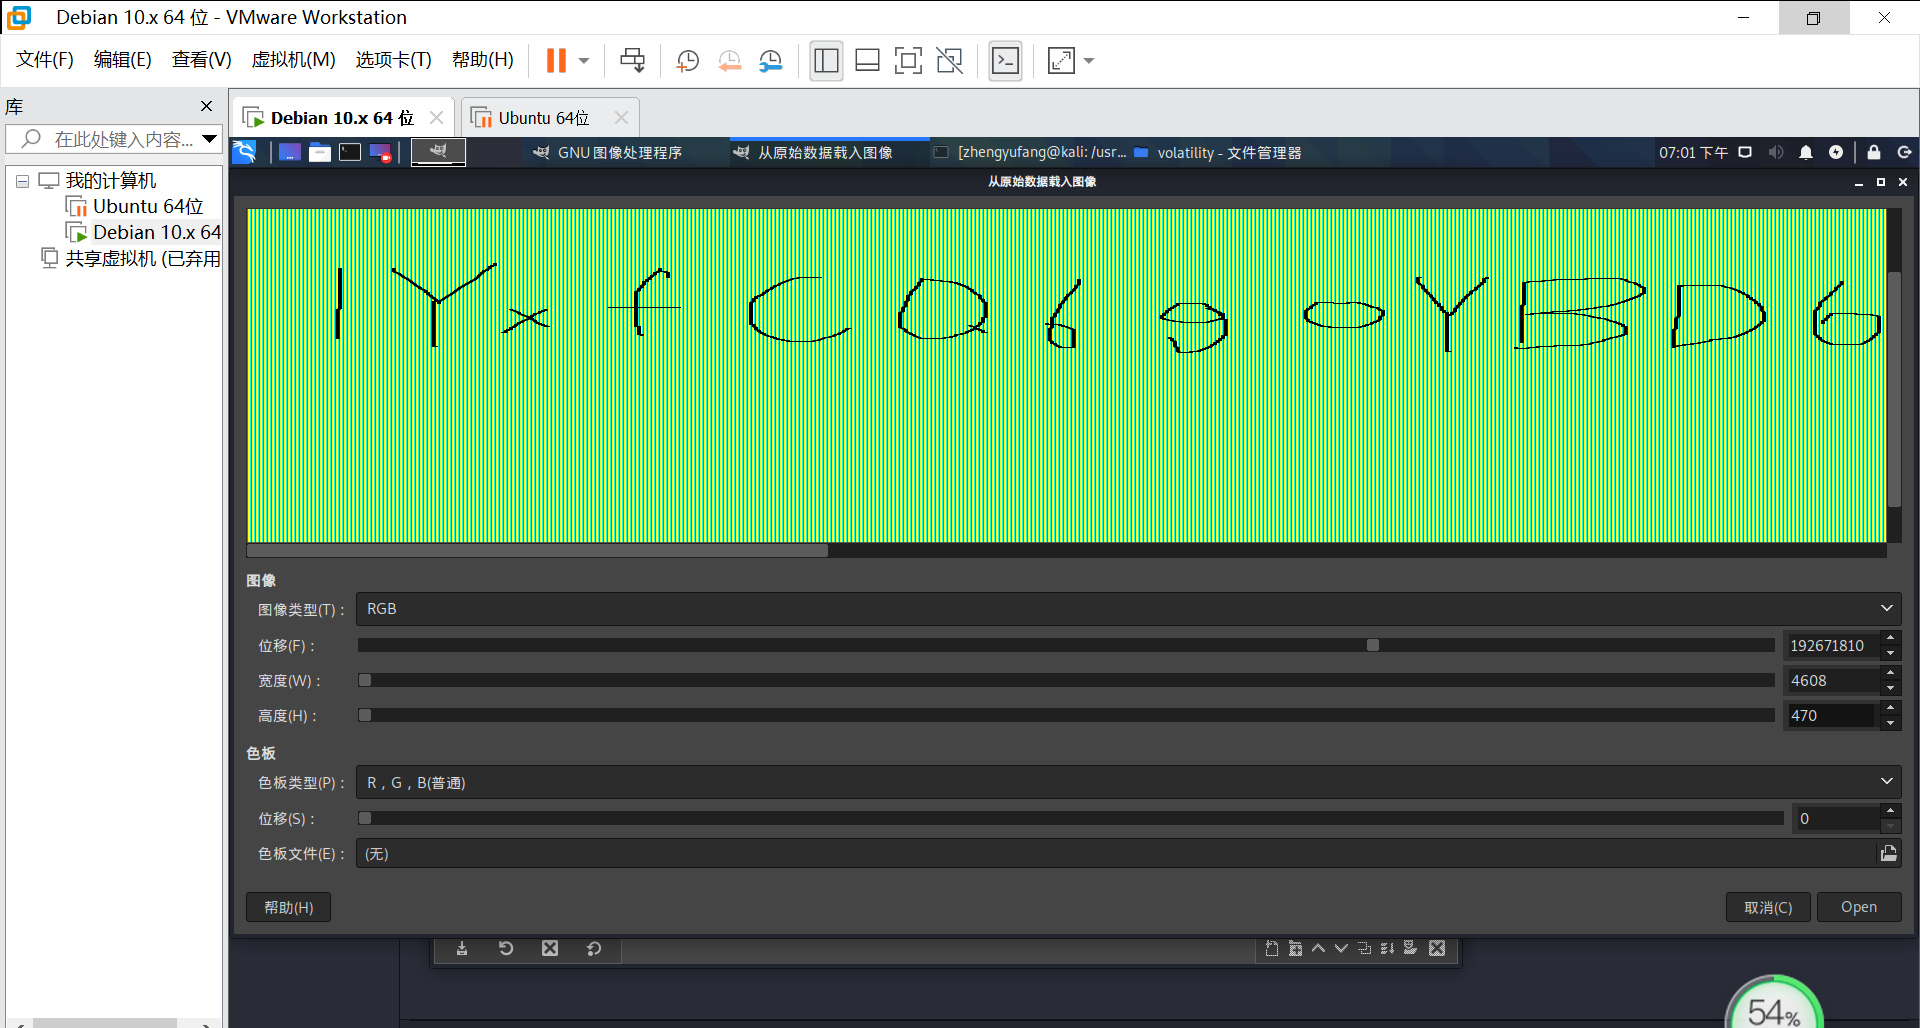 Debian 10.x 64 位 - VMware Workstation
文件(F) 编辑(E) 查看(V) 虚拟机(M) 选项卡(T) 帮助(H)
库
在此处键入内容...
我的计算机
Ubuntu 64位
Debian 10.x 64
共享虚拟机 (已弃用
Debian 10.x 64 位
Ubuntu 64位
GNU 图像处理程序
从原始数据载入图像
[zhengyufang@kali: /usr...
volatility - 文件管理器
07:01 下午
从原始数据载入图像
1YxfCQ
YBD6
图像
图像类型(T)： RGB
位移(F)： 192671810
宽度(W)： 4608
高度(H)： 470
色板
色板类型(P)： R，G，B(普通)
位移(S)： 0
色板文件(E)： (无)
帮助(H) 取消(C) Open
54%